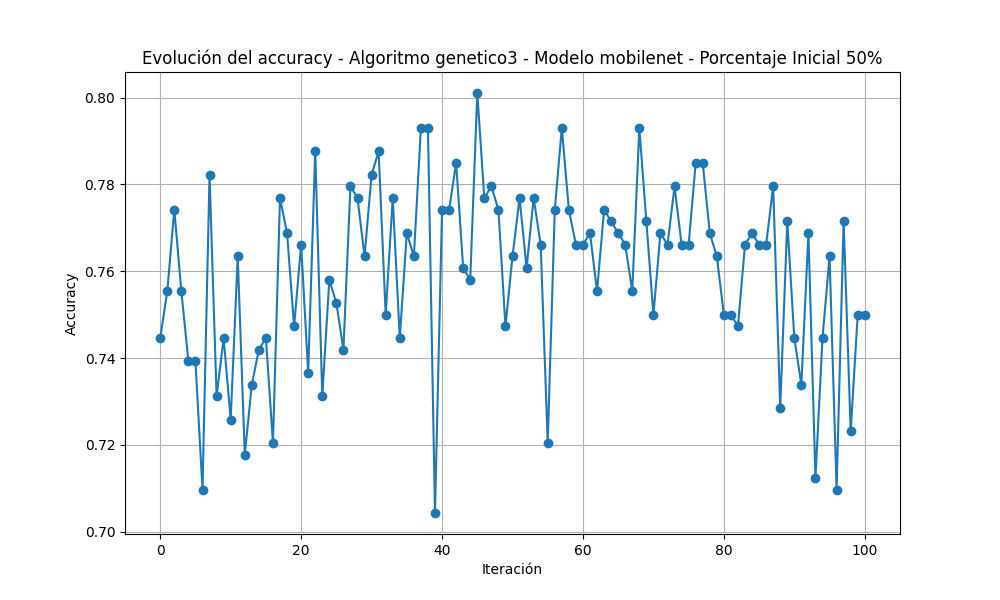 Evolución del accuracy - Algoritmo genetico3 - Modelo mobilenet - Porcentaje Inicial 50%
Accuracy
0.80
0.78
0.76
0.74
0.72
0.70
0 20 40 60 80 100
Iteración